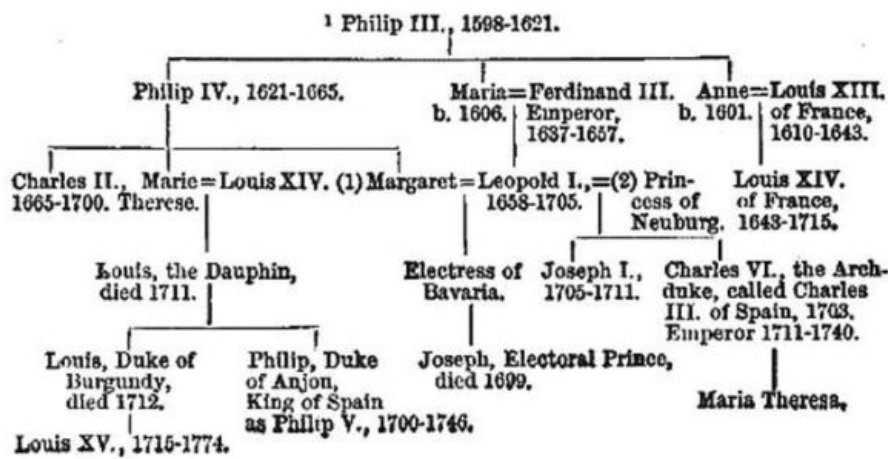 ¹ Philip III., 1598-1621.
Philip IV., 1621-1665. Maria=Ferdinand III. Anne=Louis XIII.
b. 1606. Emperor, b. 1601. of France,
1637-1657. 1610-1643.
Charles II., Marie=Louis XIV. (1) Margaret=Leopold I.,=(2) Prin- Louis XIV.
1665-1700. Therese. 1658-1705. cess of of France,
Neuburg. 1643-1715.
Louis, the Dauphin, Electress of Joseph I., Charles VI., the Arch-
died 1711. Bavaria. 1705-1711. duke, called Charles
III. of Spain, 1703.
Emperor 1711-1740.
Louis, Duke of Philip, Duke Joseph, Electoral Prince,
Burgundy, of Anjou, died 1699.
died 1712. King of Spain Maria Theresa.
as Philip V., 1700-1746.
Louis XV., 1715-1774.